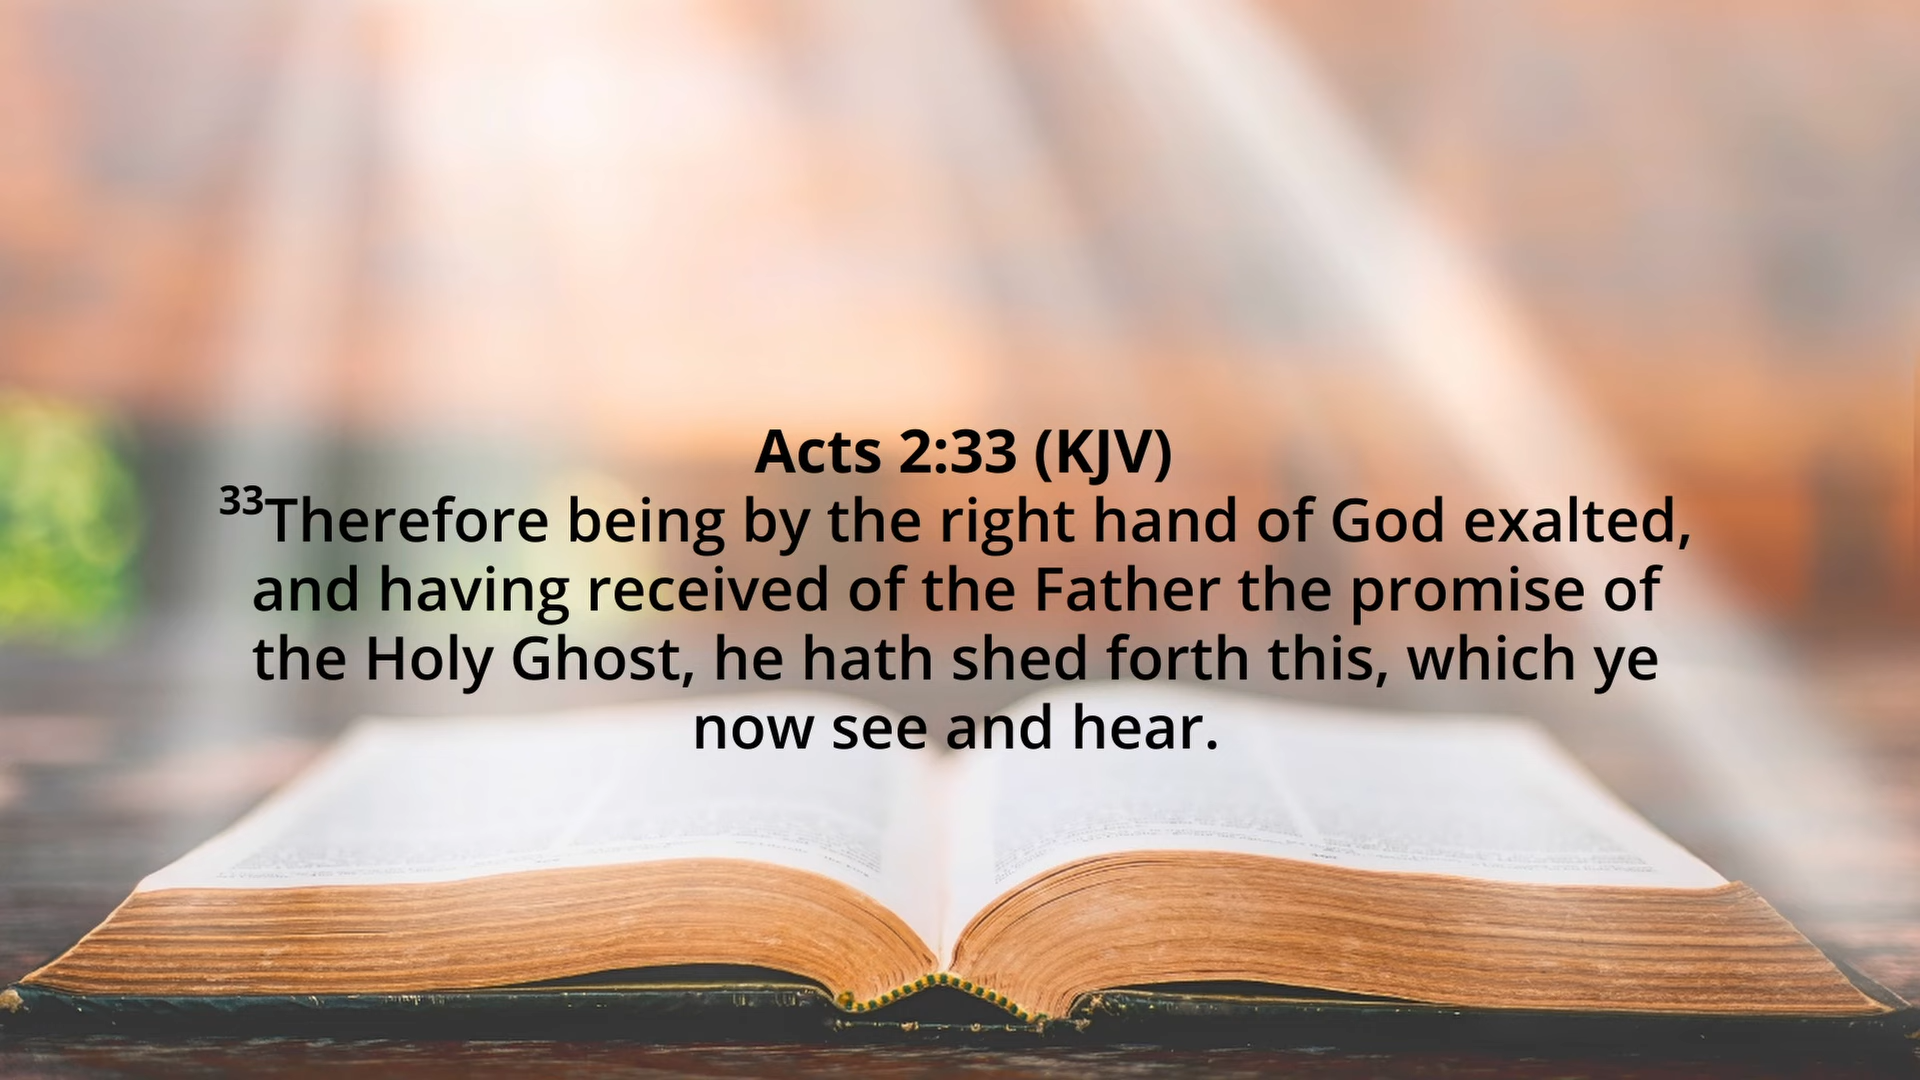 Acts 2:33 (KJV)
33Therefore being by the right hand of God exalted,
and having received of the Father the promise of
the Holy Ghost, he hath shed forth this, which ye
now see and hear.